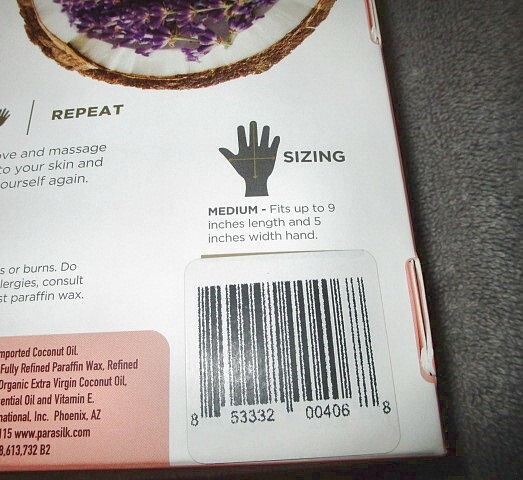 REPEAT
ove and massage
to your skin and
ourself again.
SIZING
MEDIUM - Fits up to 9
inches length and 5
inches width hand.
s or burns. Do
lergies, consult
st paraffin wax.
mported Coconut Oil.
Fully Refined Paraffin Wax, Refined
Organic Extra Virgin Coconut Oil,
ential Oil and Vitamin E.
national, Inc. Phoenix, AZ
115 www.parasilk.com
8,613,732 B2
8 53332 00406 8